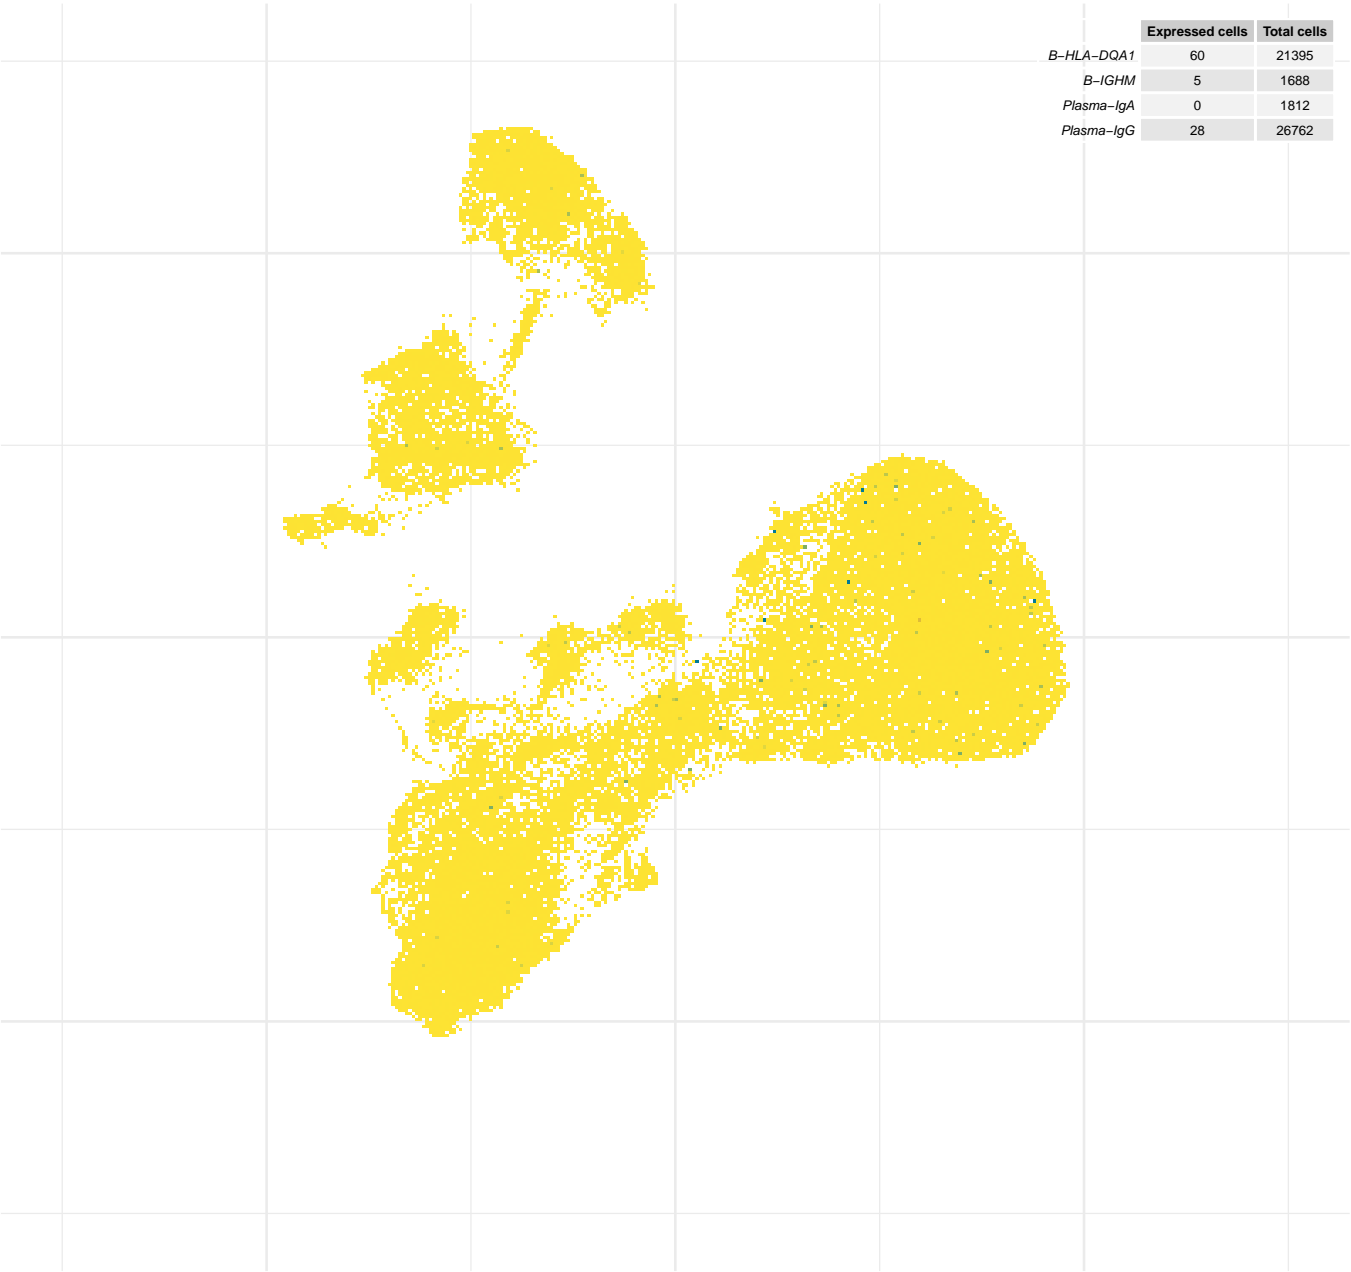 Expressed cells Total cells
B−HLA−DQA1 60 21395
B−IGHM 5 1688
Plasma−IgA 0 1812
Plasma−IgG 28 26762